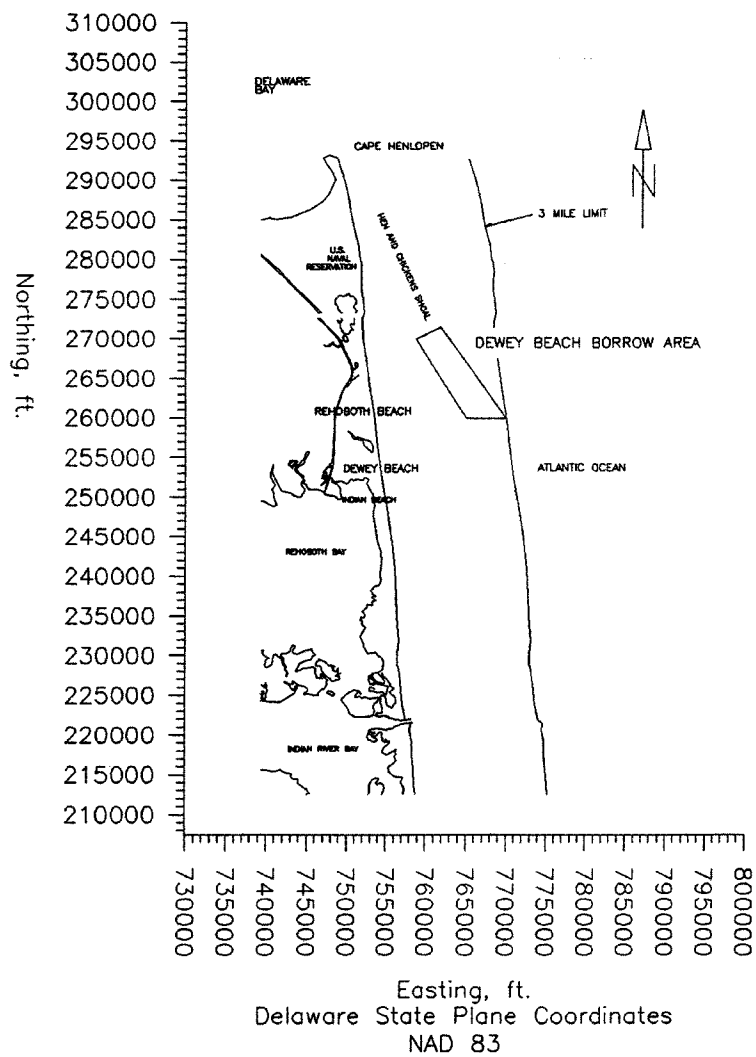 310000
305000
300000
295000
290000
285000
280000
275000
270000
265000
260000
255000
250000
245000
240000
235000
230000
225000
220000
215000
210000
Northing, ft.
DELAWARE
BAY
CAPE HENLOPEN
N
3 MILE LIMIT
HEN AND CHICKENS SHOAL
U.S.
NAVAL
RESERVATION
DEWEY BEACH BORROW AREA
REHOBOTH BEACH
DEWEY BEACH
ATLANTIC OCEAN
INDIAN BEACH
REHOBOTH BAY
INDIAN RIVER BAY
730000
735000
740000
745000
750000
755000
760000
765000
770000
775000
780000
785000
790000
795000
800000
Easting, ft.
Delaware State Plane Coordinates
NAD 83